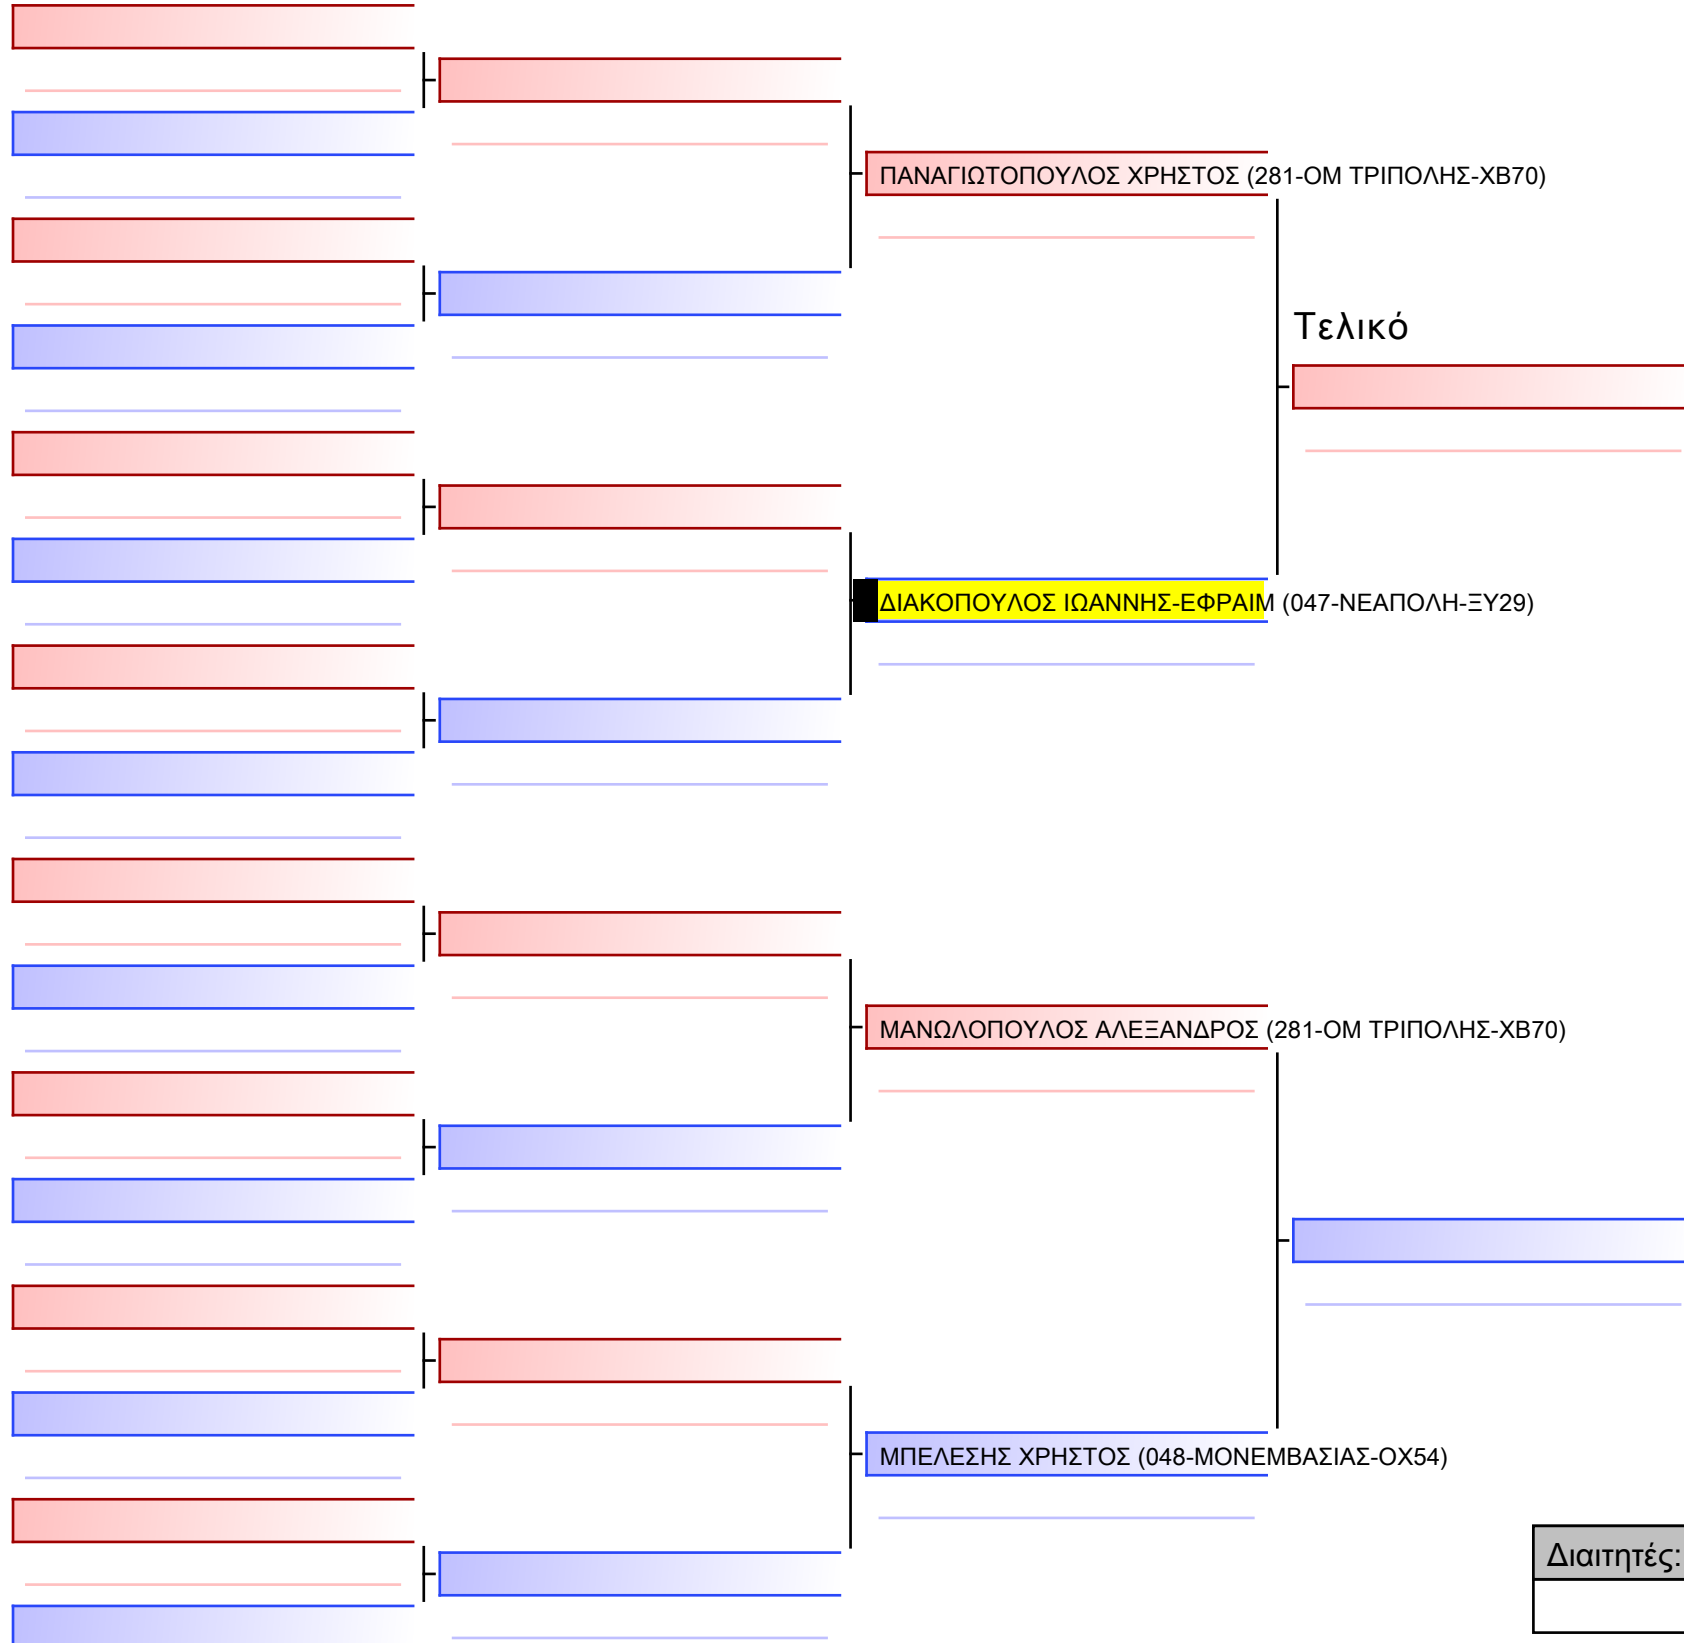 ΠΑΝΑΓΙΩΤΟΠΟΥΛΟΣ ΧΡΗΣΤΟΣ (281-ΟΜ ΤΡΙΠΟΛΗΣ-ΧΒ70)
Τελικό
ΔΙΑΚΟΠΟΥΛΟΣ ΙΩΑΝΝΗΣ-ΕΦΡΑΙΜ (047-ΝΕΑΠΟΛΗ-ΞΥ29)
ΜΑΝΩΛΟΠΟΥΛΟΣ ΑΛΕΞΑΝΔΡΟΣ (281-ΟΜ ΤΡΙΠΟΛΗΣ-ΧΒ70)
ΜΠΕΛΕΣΗΣ ΧΡΗΣΤΟΣ (048-ΜΟΝΕΜΒΑΣΙΑΣ-ΟΧ54)
Διαιτητές: